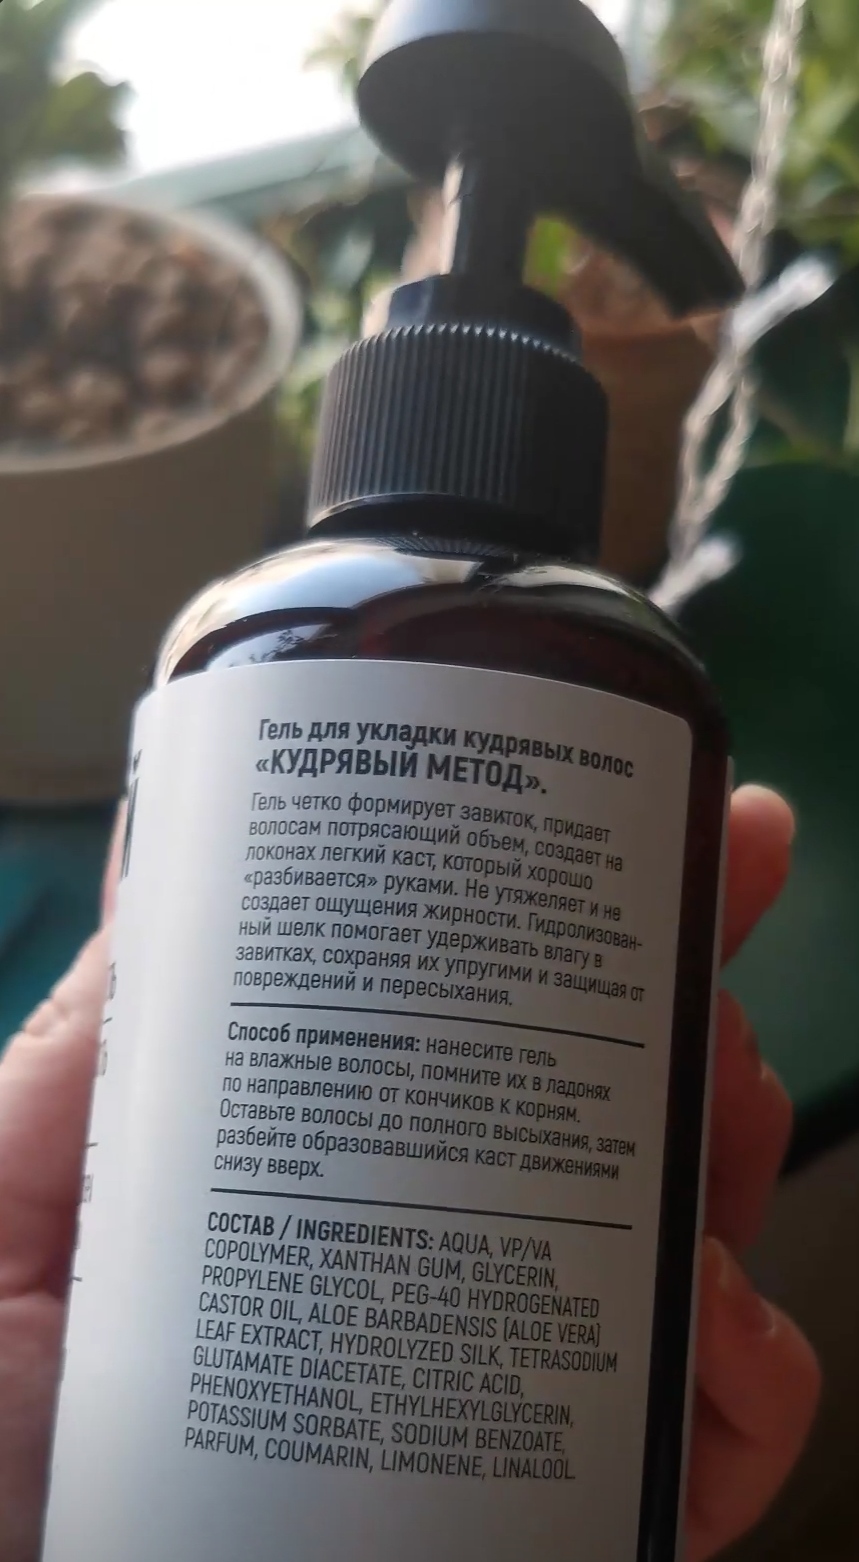 Гель для укладки кудрявых волос
«КУДРЯВЫЙ МЕТОД».
Гель четко формирует завиток, придает
волосам потрясающий объем, создает на
локонах легкий каст, который хорошо
«разбивается» руками. Не утяжеляет и не
создает ощущения жирности. Гидролизован-
ный шелк помогает удерживать влагу в
завитках, сохраняя их упругими и защищая от
повреждений и пересыхания.
Способ применения: нанесите гель
на влажные волосы, помните их в ладонях
по направлению от кончиков к корням.
Оставьте волосы до полного высыхания, затем
разбейте образовавшийся каст движениями
снизу вверх.
СОСТАВ / INGREDIENTS: AQUA, VP/VA
COPOLYMER, XANTHAN GUM, GLYCERIN,
PROPYLENE GLYCOL, PEG-40 HYDROGENATED
CASTOR OIL, ALOE BARBADENSIS (ALOE VERA)
LEAF EXTRACT, HYDROLYZED SILK, TETRASODIUM
GLUTAMATE DIACETATE, CITRIC ACID,
PHENOXYETHANOL, ETHYLHEXYLGLYCERIN,
POTASSIUM SORBATE, SODIUM BENZOATE,
PARFUM, COUMARIN, LIMONENE, LINALOOL.